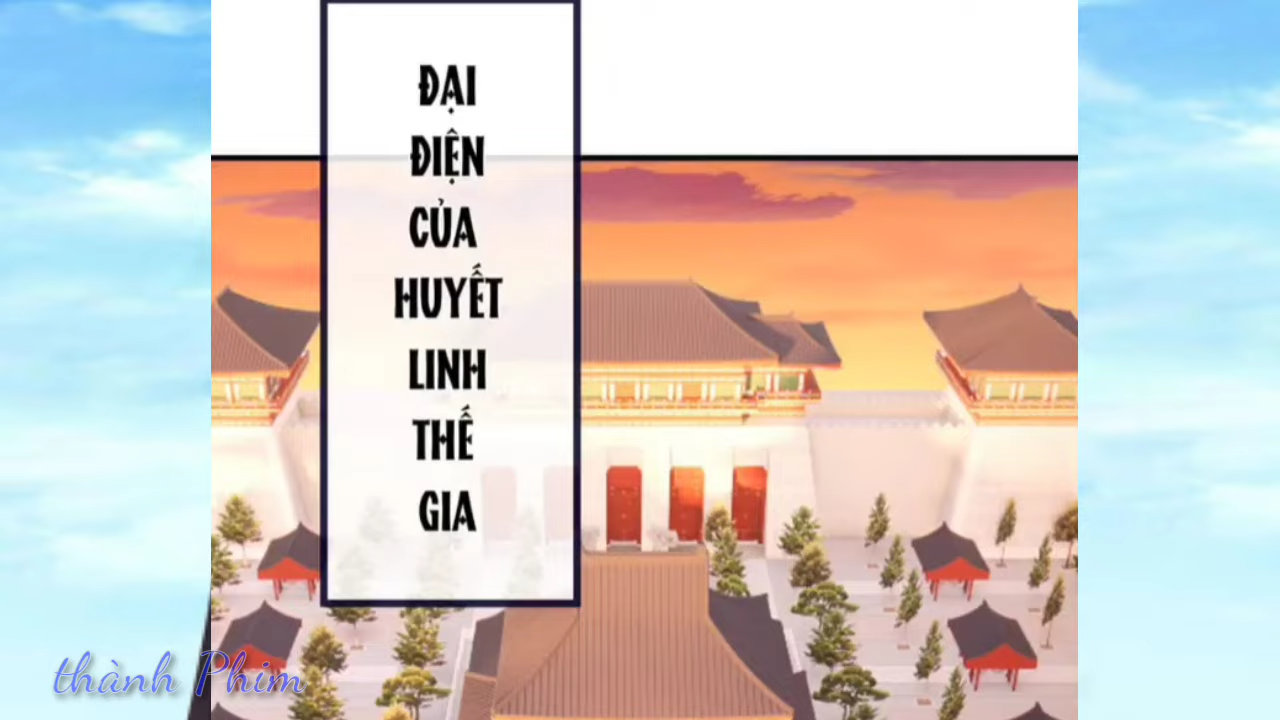 ĐẠI
ĐIỆN
CỦA
HUYẾT
LINH
THẾ
GIA
thành Phim